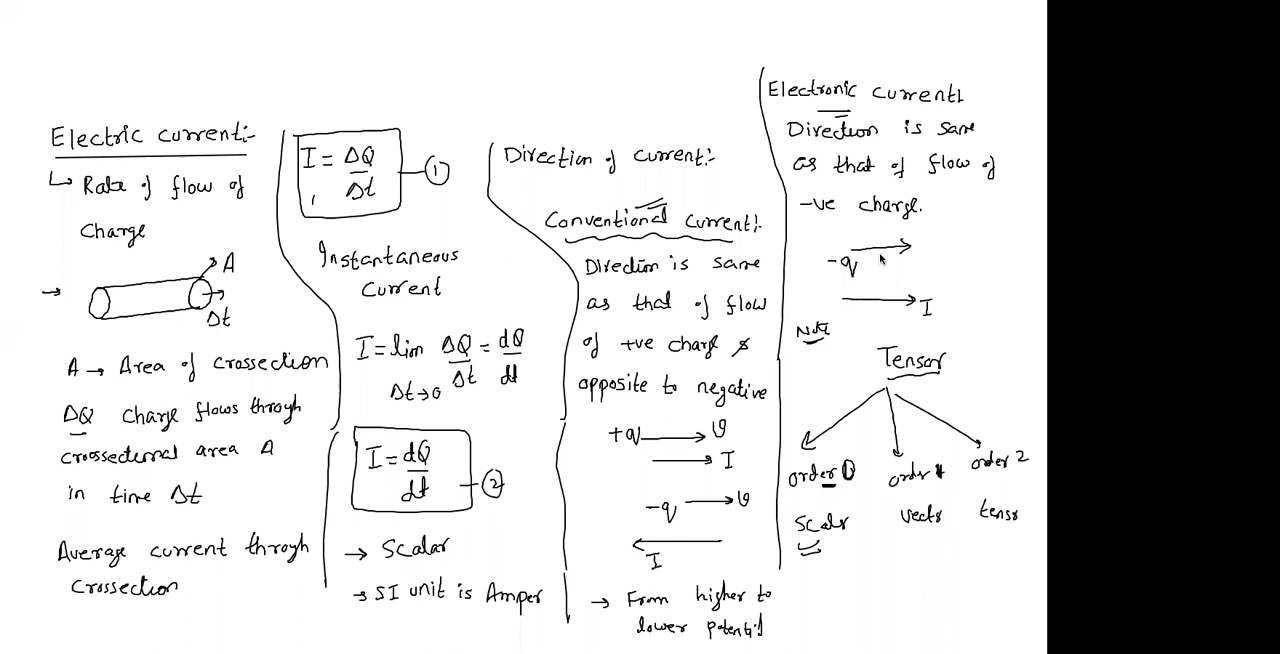 Electric current:-
↳ Rate of flow of
charge
→ A
Δt
A → Area of crossection
ΔQ charge flows through
crossectional area A
in time Δt
Average current through
crossection
I = ΔQ/Δt — ①
Instantaneous
current
I = lim ΔQ/Δt = dQ/dt
Δt→0
I = dQ/dt — ②
→ Scalar
→ SI unit is Amper
Direction of current:-
Conventional current:-
Direction is same
as that of flow
of +ve charge &
opposite to negative
+q → v
→ I
-q → v
←
I
→ From higher to
lower potential
Electronic current:-
Direction is same
as that of flow of
-ve charge.
-q →
→ I
Note
Tensor
order 0 order 1 order 2
Scalar vector tensor